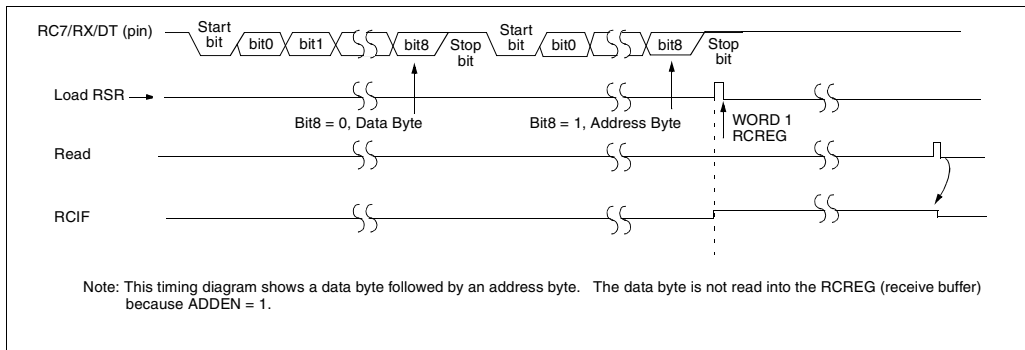 RC7/RX/DT (pin)
Start
bit
bit0
bit1
bit8
Stop
bit
Start
bit
bit0
bit8
Stop
bit
Load RSR
Bit8 = 0, Data Byte
Bit8 = 1, Address Byte
WORD 1
RCREG
Read
RCIF
Note: This timing diagram shows a data byte followed by an address byte. The data byte is not read into the RCREG (receive buffer)
because ADDEN = 1.